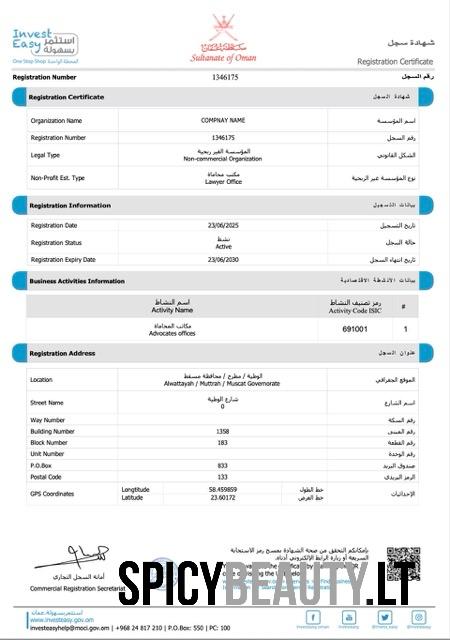 Invest
Easy
استثمر
بسهولة
One Stop Shop المحطة الواحدة
سلطنة عمان
Sultanate of Oman
شهادة سجل
Registration Certificate
Registration Number 1346175 رقم السجل
Registration Certificate شهادة السجل
Organization Name COMPNAY NAME اسم المؤسسة
Registration Number 1346175 رقم السجل
Legal Type المؤسسة الغير ربحية الشكل القانوني
Non-commercial Organization
Non-Profit Est. Type مكتب محاماة نوع المؤسسة غير الربحية
Lawyer Office
Registration Information بيانات التسجيل
Registration Date 23/06/2025 تاريخ التسجيل
Registration Status نشط حالة السجل
Active
Registration Expiry Date 23/06/2030 تاريخ انتهاء السجل
Business Activities Information بيانات الأنشطة الاقتصادية
اسم النشاط رمز تصنيف النشاط #
Activity Name Activity Code ISIC
مكاتب المحاماة 691001 1
Advocates offices
Registration Address عنوان السجل
Location الوطية / مطرح / محافظة مسقط الموقع الجغرافي
Alwattayah / Muttrah / Muscat Governorate
Street Name شارع الوطية اسم الشارع
0
Way Number رقم السكة
Building Number 1358 رقم المبنى
Block Number 183 رقم القطعة
Unit Number رقم الوحدة
P.O.Box 833 صندوق البريد
Postal Code 133 الرمز البريدي
GPS Coordinates Longtitude 58.459859 خط الطول الإحداثيات
Latitude 23.60172 خط العرض
بإمكانكم التحقق من صحة الشهادة بمسح رمز الاستجابة
السريعة أو زيارة الرابط الإلكتروني أدناه.
أمانة السجل التجاري
Commercial Registration Secretariat
SPICYBEAUTY.LT
استثمر بسهولة.عمان
www.investeasy.gov.om
investeasyhelp@moci.gov.om | +968 24 817 210 | P.O.Box: 550 | PC: 100